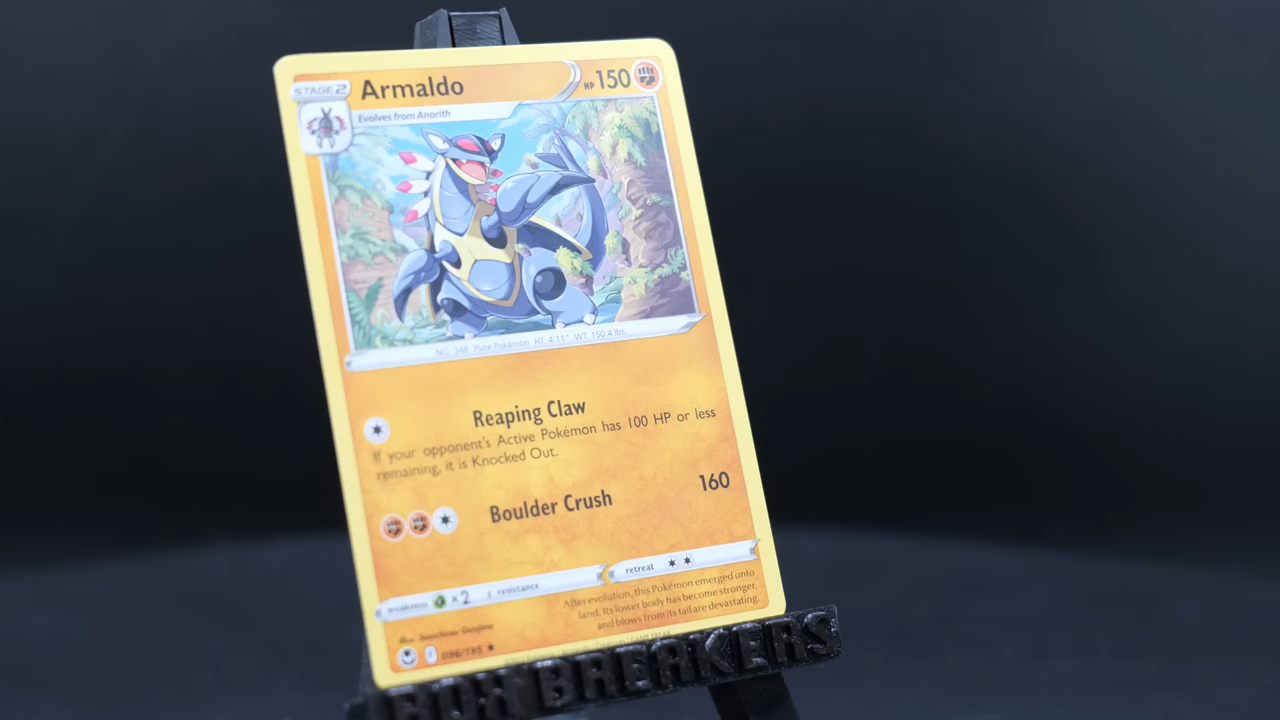 STAGE 2
Armaldo
HP 150
Evolves from Anorith
NO. 348 Plate Pokémon HT: 4'11" WT: 150.4 lbs.
Reaping Claw
If your opponent's Active Pokémon has 100 HP or less
remaining, it is Knocked Out.
Boulder Crush
160
weakness ×2 resistance
retreat
After evolution, this Pokémon emerged onto
land. Its lower body has become stronger,
and blows from its tail are devastating.
096/195
BOX BREAKERS